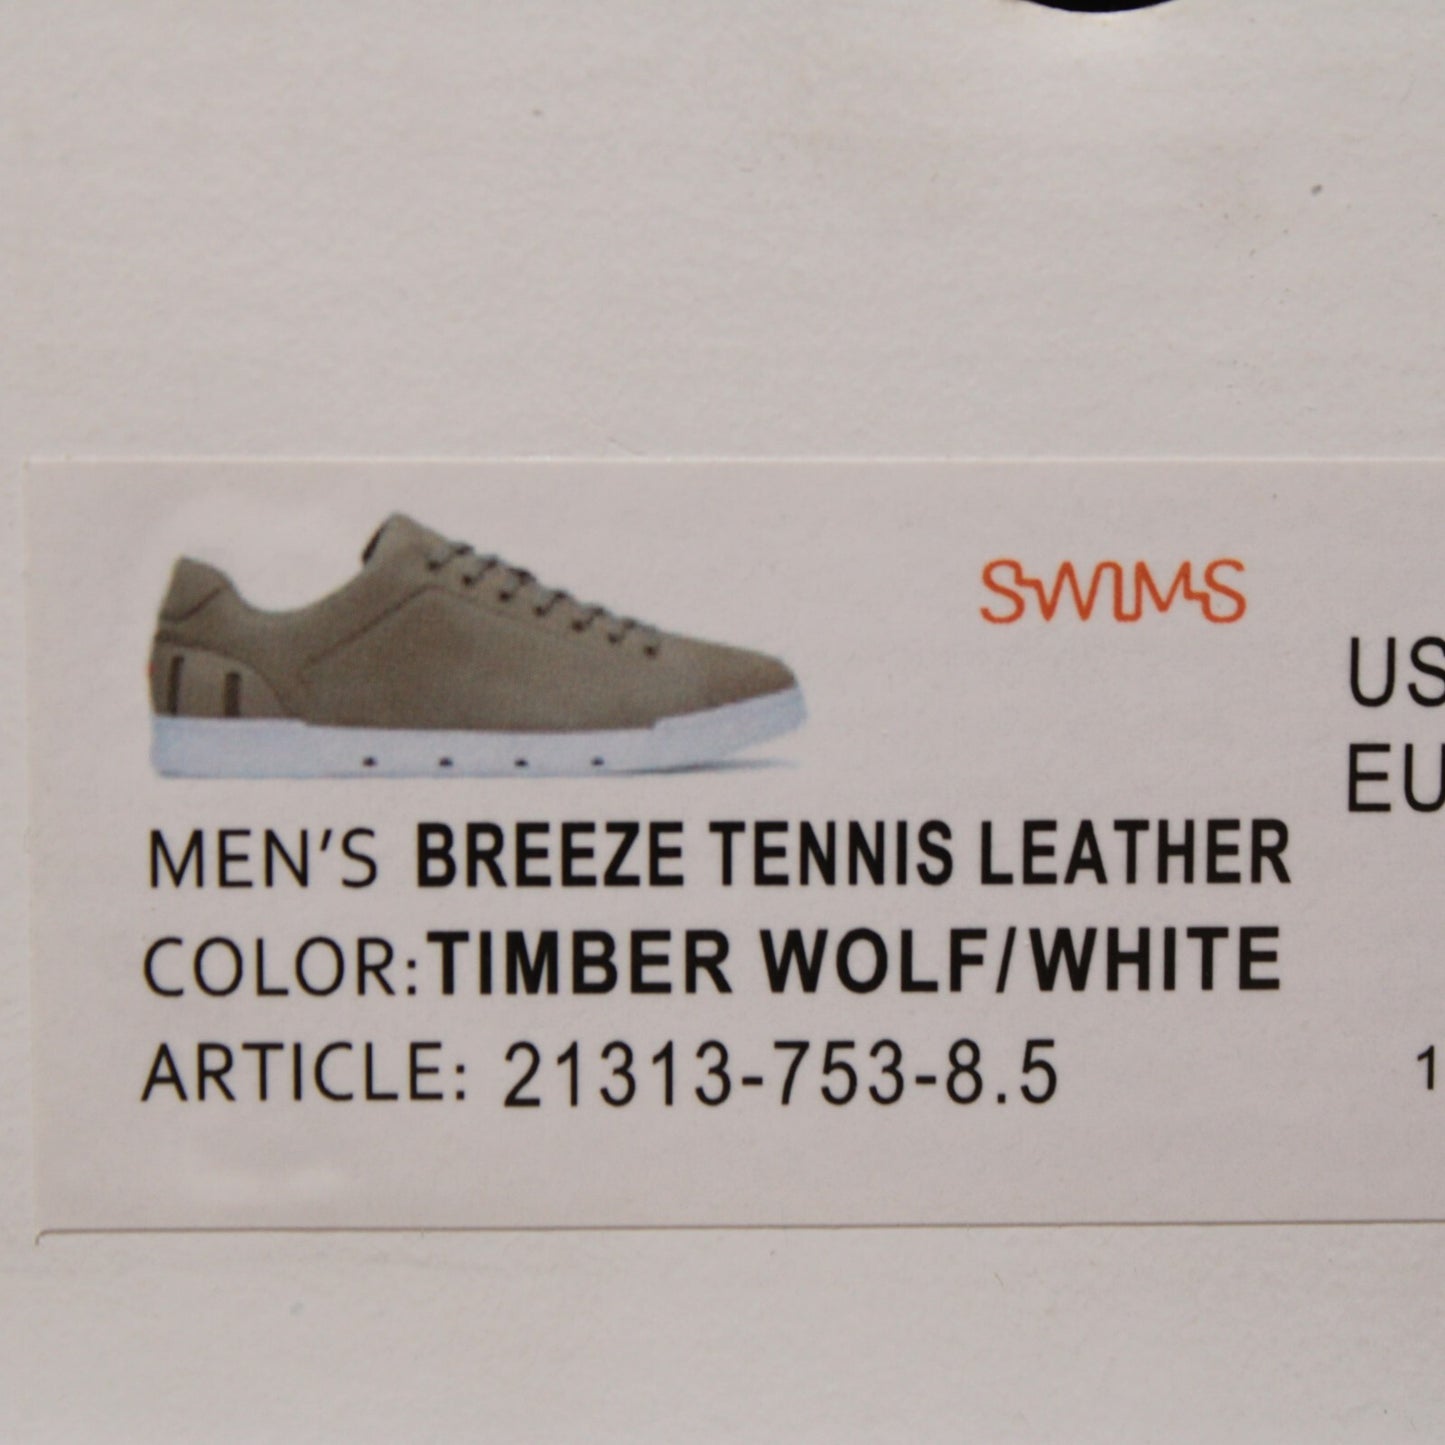 SWIMS
US
EU
MEN'S BREEZE TENNIS LEATHER
COLOR:TIMBER WOLF/WHITE
ARTICLE: 21313-753-8.5
1